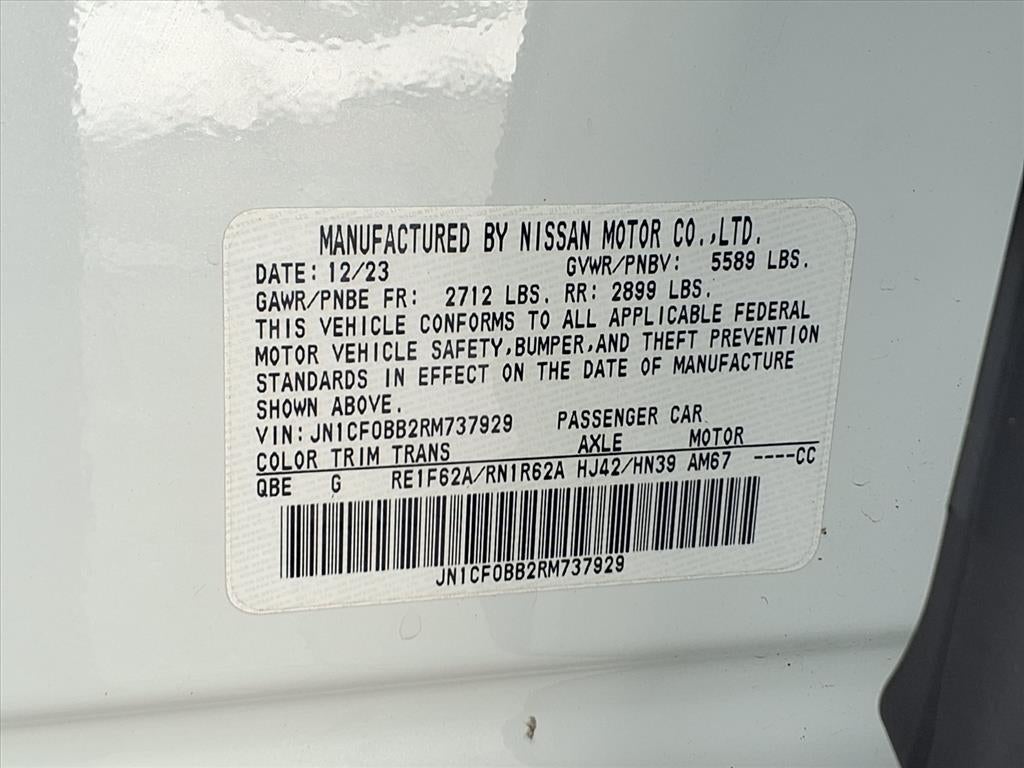 MANUFACTURED BY NISSAN MOTOR CO.,LTD.
DATE: 12/23 GVWR/PNBV: 5589 LBS.
GAWR/PNBE FR: 2712 LBS. RR: 2899 LBS.
THIS VEHICLE CONFORMS TO ALL APPLICABLE FEDERAL
MOTOR VEHICLE SAFETY,BUMPER,AND THEFT PREVENTION
STANDARDS IN EFFECT ON THE DATE OF MANUFACTURE
SHOWN ABOVE.
VIN: JN1CF0BB2RM737929 PASSENGER CAR
COLOR TRIM TRANS AXLE MOTOR
QBE G RE1F62A/RN1R62A HJ42/HN39 AM67 ----CC
JN1CF0BB2RM737929